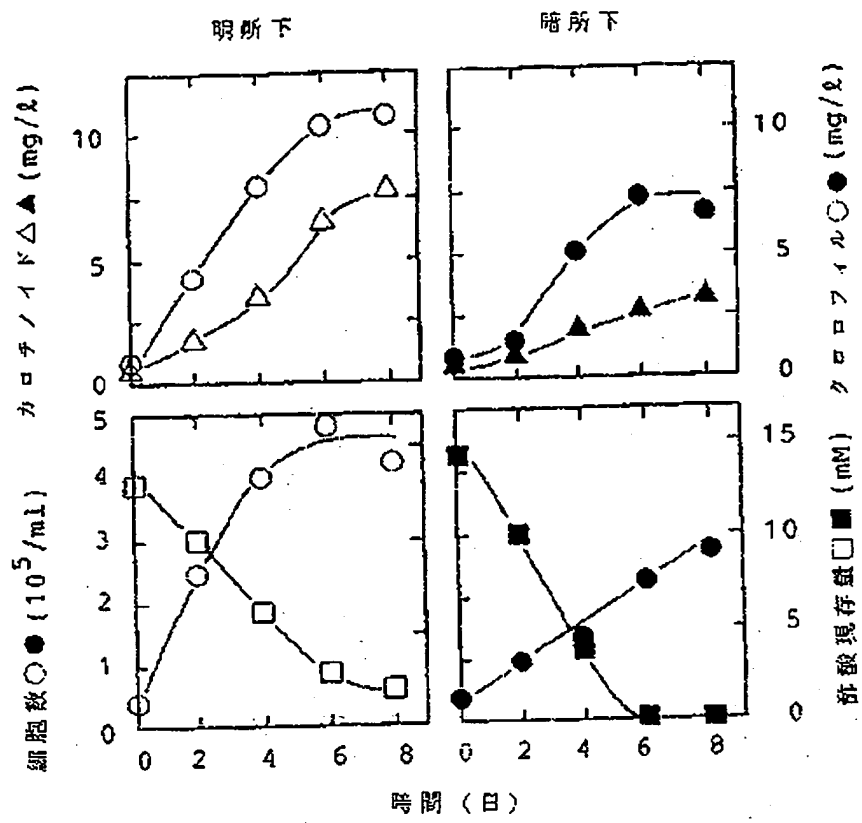 明所下
暗所下
カロチノイド△▲(mg/ℓ)
10
5
0
10
5
0
クロロフィル○●(mg/ℓ)
細胞数○●(10⁵/ml)
5
4
3
2
1
0
15
10
5
0
酢酸現存量□■(mM)
0 2 4 6 8
0 2 4 6 8
時間(日)